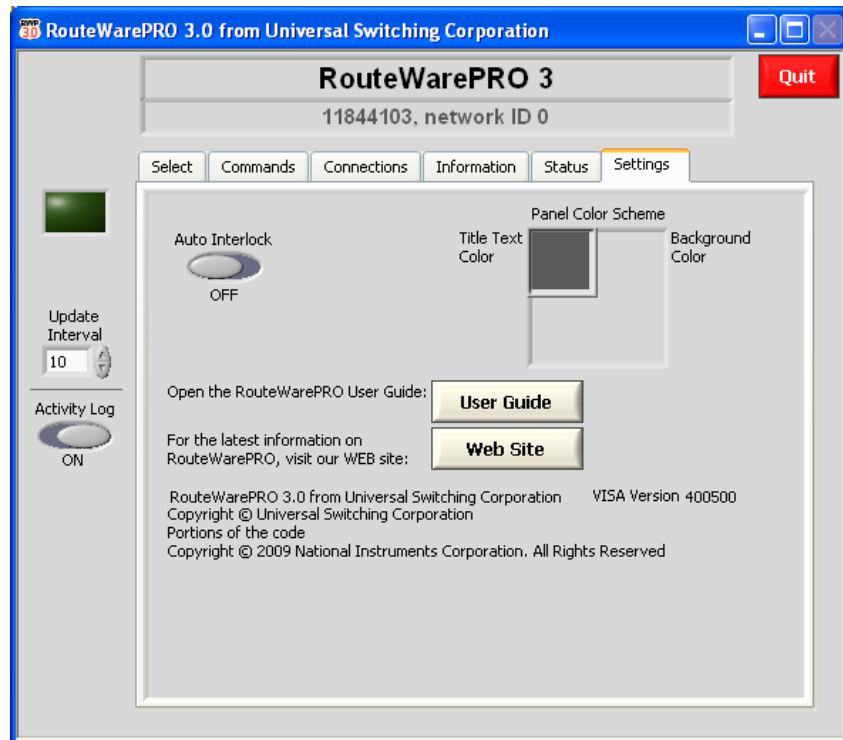 RWP 3.0 RouteWarePRO 3.0 from Universal Switching Corporation
RouteWarePRO 3
Quit
11844103, network ID 0
Select Commands Connections Information Status Settings
Panel Color Scheme
Auto Interlock
Title Text
Color
Background
Color
OFF
Update
Interval
10
Activity Log
ON
Open the RouteWarePRO User Guide:
User Guide
For the latest information on
RouteWarePRO, visit our WEB site:
Web Site
RouteWarePRO 3.0 from Universal Switching Corporation VISA Version 400500
Copyright © Universal Switching Corporation
Portions of the code
Copyright © 2009 National Instruments Corporation. All Rights Reserved